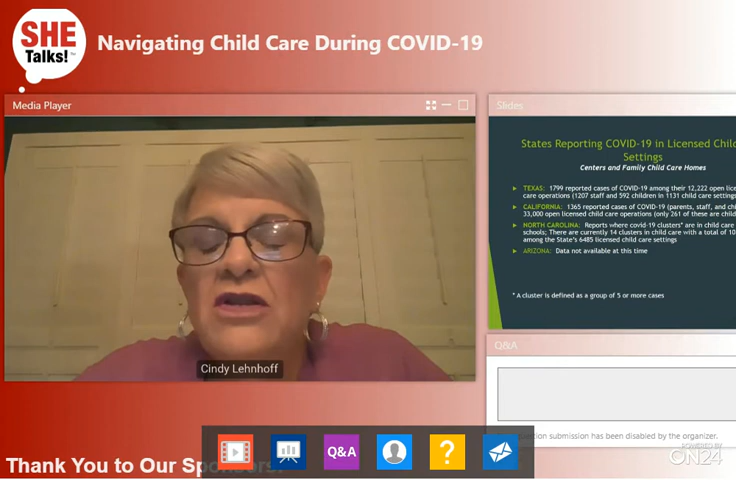 SHE
Talks!
Navigating Child Care During COVID-19
Media Player
Slides
States Reporting COVID-19 in Licensed Child
Settings
Centers and Family Child Care Homes
TEXAS: 1799 reported cases of COVID-19 among their 12,222 open lice
care operations (1207 staff and 592 children in 1131 child care settings
CALIFORNIA: 1365 reported cases of COVID-19 (parents, staff, and chi
33,000 open licensed child care operations (only 261 of these are child
NORTH CAROLINA: Reports where covid-19 clusters* are in child care
schools; There are currently 14 clusters in child care with a total of 10
among the State's 6485 licensed child care settings
ARIZONA: Data not available at this time
* A cluster is defined as a group of 5 or more cases
Cindy Lehnhoff
Q&A
submission has been disabled by the organizer.
Q&A
?
POWERED BY
ON24
Thank You to Our Sponsors!